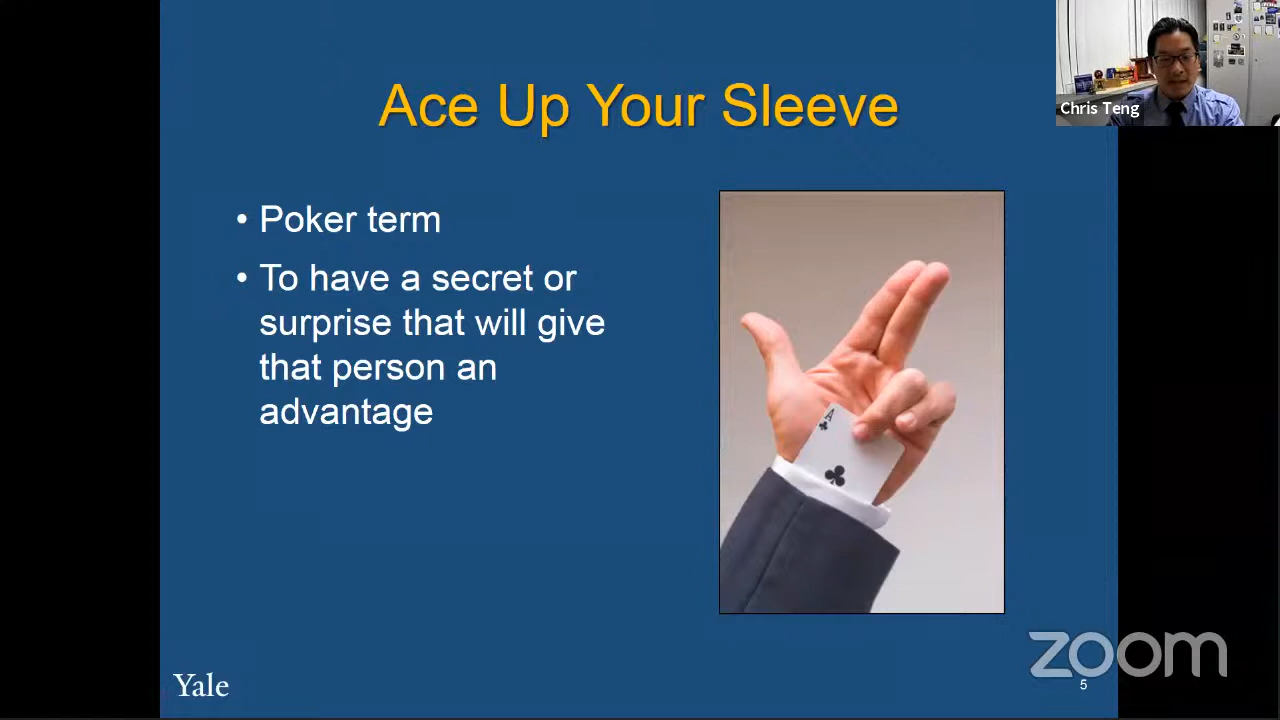 Ace Up Your Sleeve
Chris Teng
• Poker term
• To have a secret or
surprise that will give
that person an
advantage
A
Yale
zoom
5